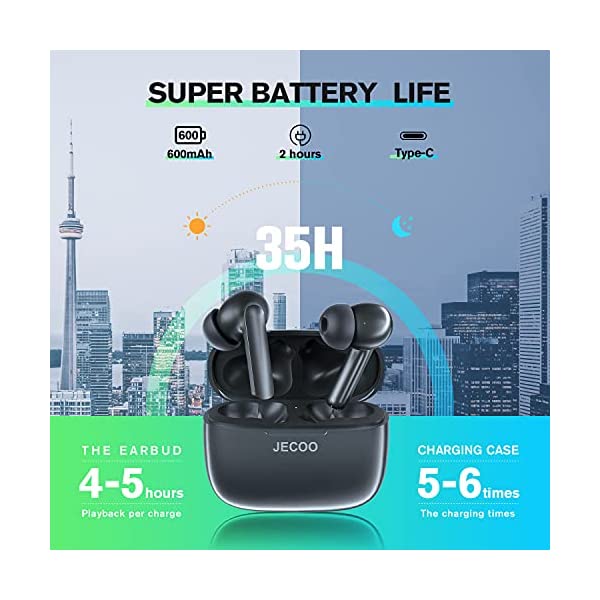 SUPER BATTERY LIFE
600
600mAh
2 hours
Type-C
35H
JECOO
THE EARBUD
4-5hours
Playback per charge
CHARGING CASE
5-6times
The charging times